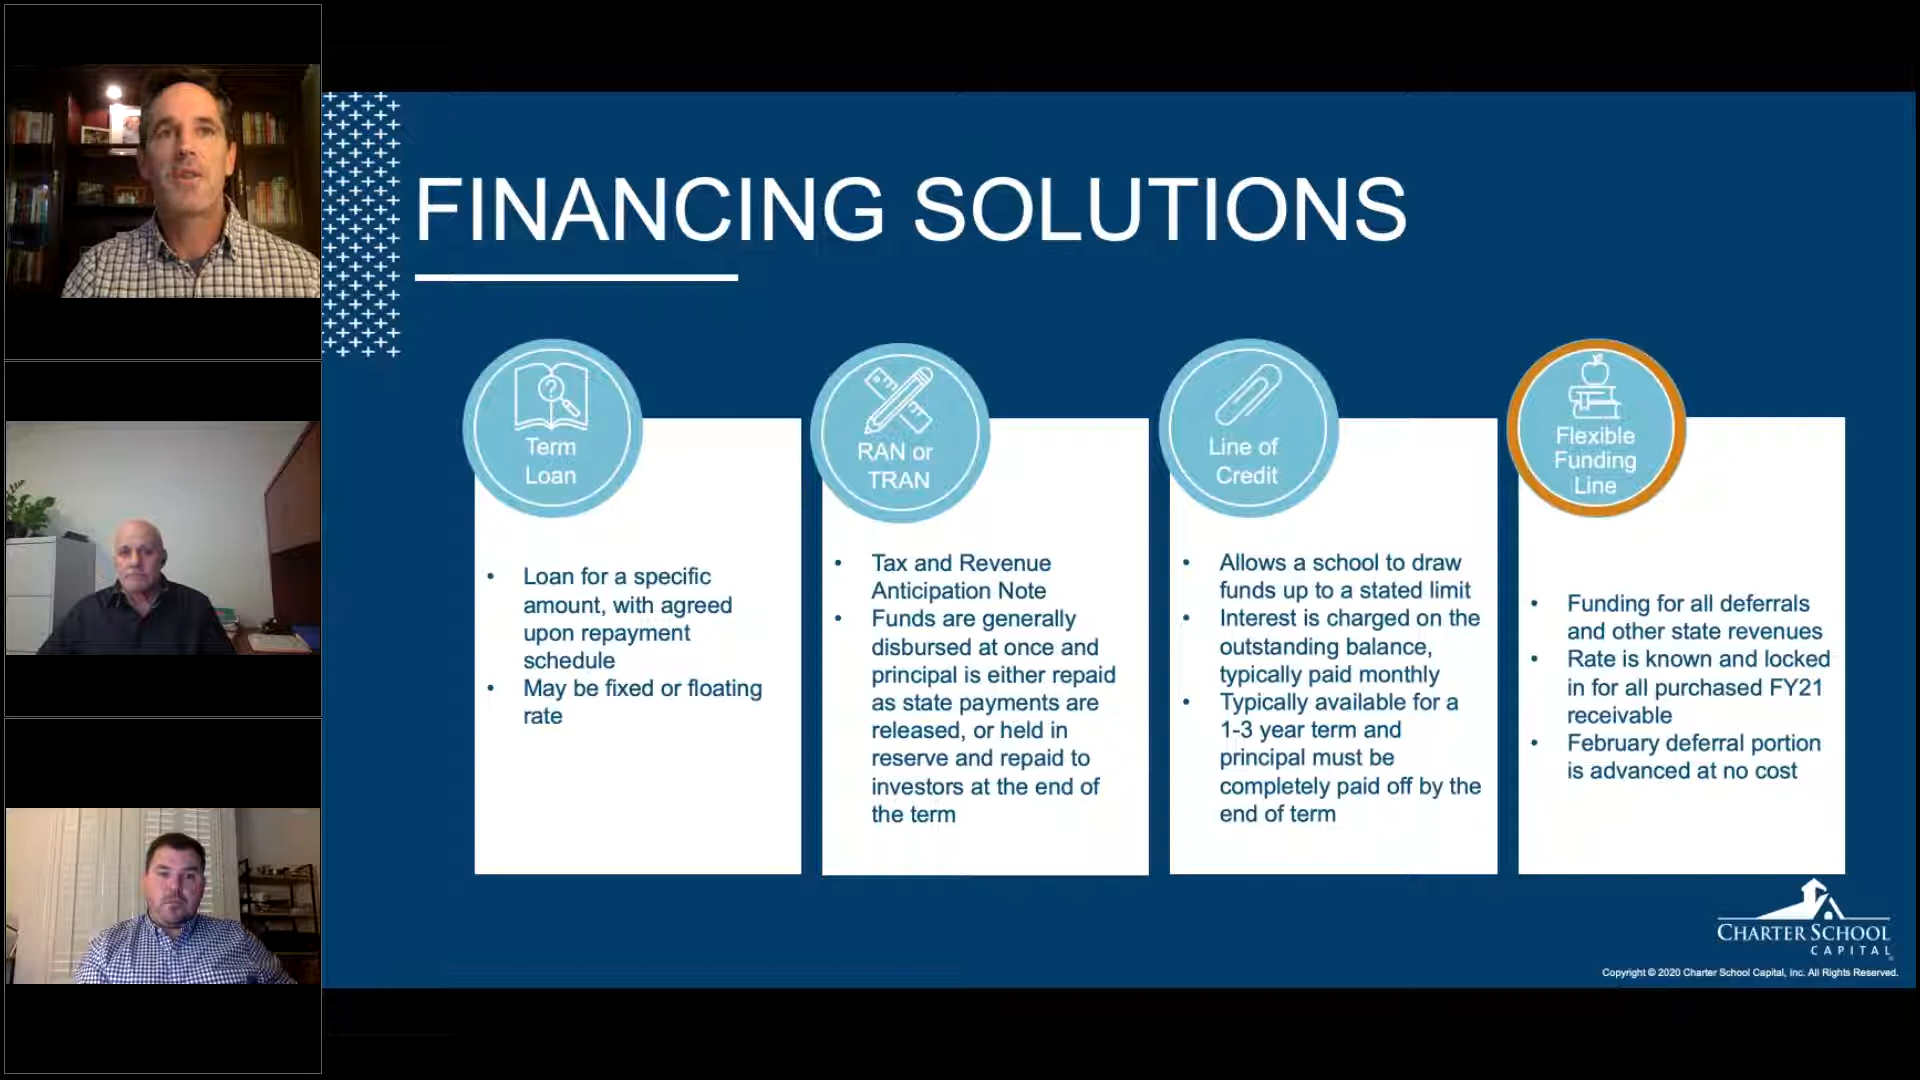 FINANCING SOLUTIONS
Term
Loan
• Loan for a specific
amount, with agreed
upon repayment
schedule
• May be fixed or floating
rate
RAN or
TRAN
• Tax and Revenue
Anticipation Note
• Funds are generally
disbursed at once and
principal is either repaid
as state payments are
released, or held in
reserve and repaid to
investors at the end of
the term
Line of
Credit
• Allows a school to draw
funds up to a stated limit
• Interest is charged on the
outstanding balance,
typically paid monthly
• Typically available for a
1-3 year term and
principal must be
completely paid off by the
end of term
Flexible
Funding
Line
• Funding for all deferrals
and other state revenues
• Rate is known and locked
in for all purchased FY21
receivable
• February deferral portion
is advanced at no cost
CHARTER SCHOOL
CAPITAL
Copyright © 2020 Charter School Capital, Inc. All Rights Reserved.